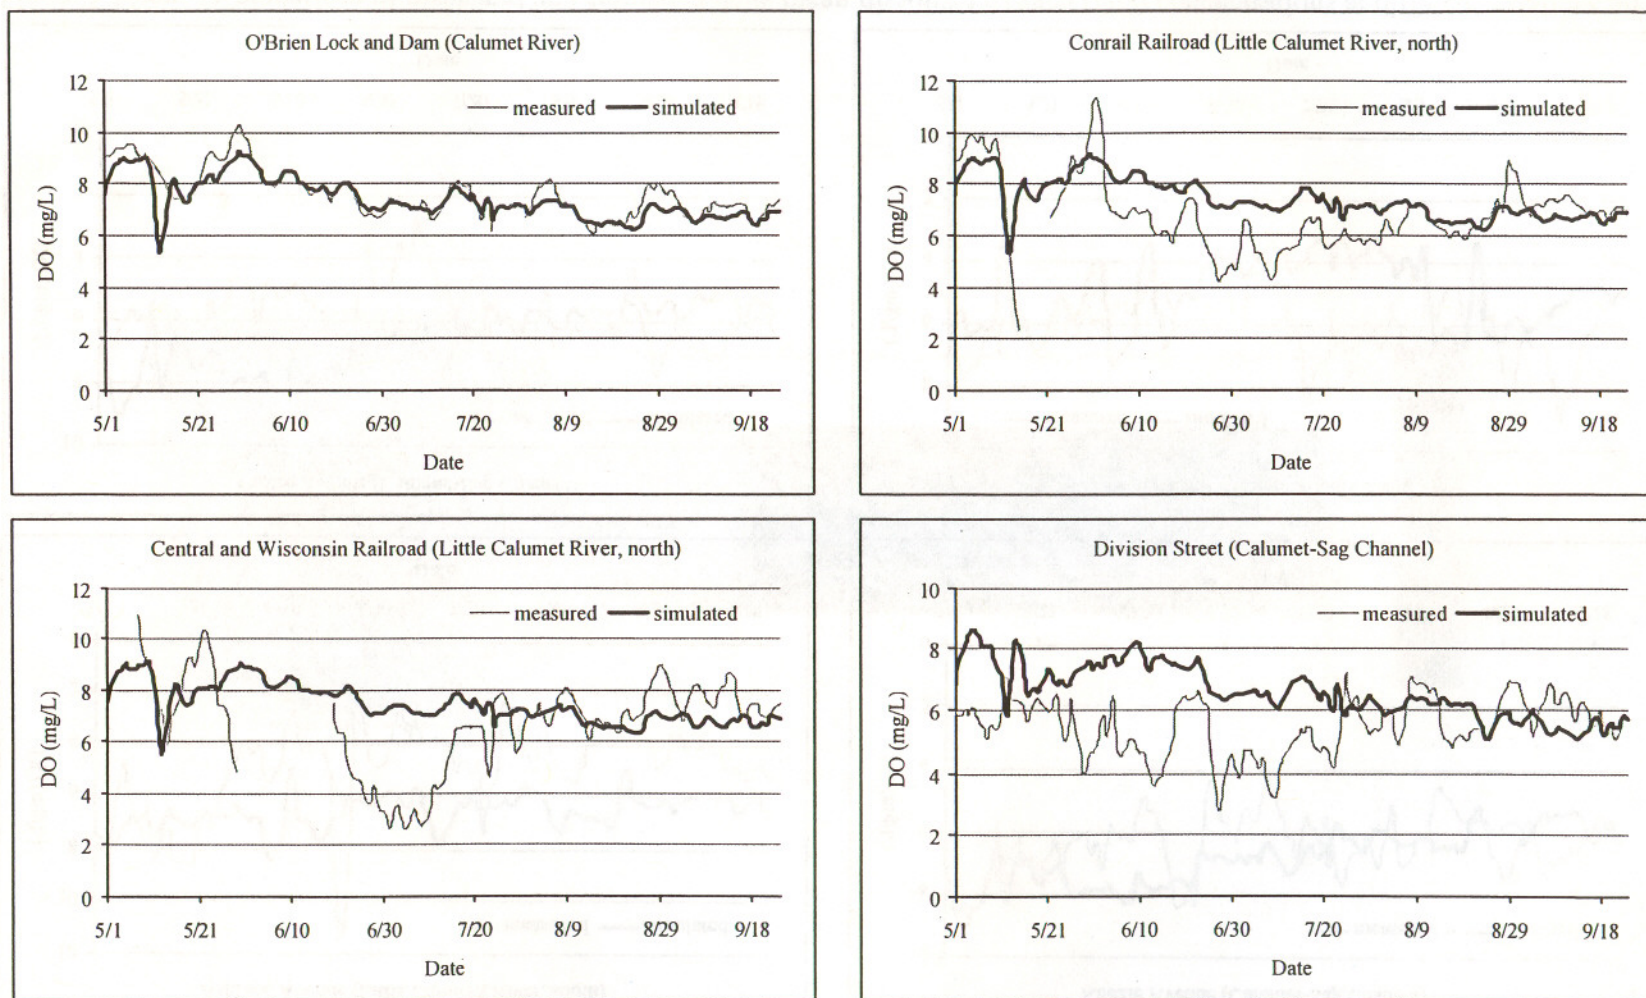 O'Brien Lock and Dam (Calumet River)
measured simulated
DO (mg/L)
12
10
8
6
4
2
0
5/1 5/21 6/10 6/30 7/20 8/9 8/29 9/18
Date
Conrail Railroad (Little Calumet River, north)
measured simulated
DO (mg/L)
12
10
8
6
4
2
0
5/1 5/21 6/10 6/30 7/20 8/9 8/29 9/18
Date
Central and Wisconsin Railroad (Little Calumet River, north)
measured simulated
DO (mg/L)
12
10
8
6
4
2
0
5/1 5/21 6/10 6/30 7/20 8/9 8/29 9/18
Date
Division Street (Calumet-Sag Channel)
measured simulated
DO (mg/L)
10
8
6
4
2
0
5/1 5/21 6/10 6/30 7/20 8/9 8/29 9/18
Date